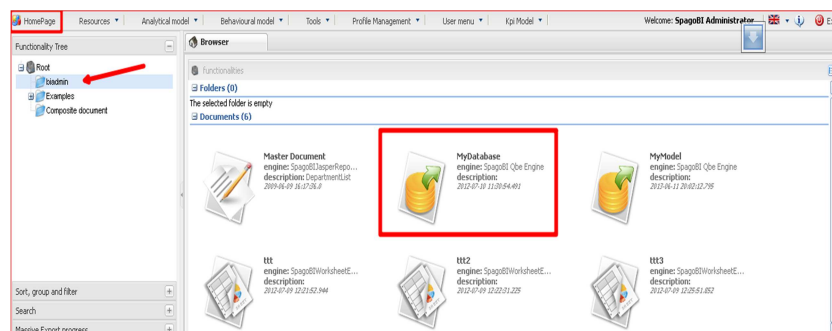 HomePage Resources Analytical model Behavioural model Tools Profile Management User menu Kpi Model Welcome: SpagoBI Administrator
Functionality Tree
Browser
Root
biadmin
Examples
Composite document
functionalities
Folders (0)
The selected folder is empty
Documents (6)
Master Document
engine: SpagoBIJasperRepo...
description: DepartmentList
2009-06-09 16:17:36.0
MyDatabase
engine: SpagoBI Qbe Engine
description:
2012-07-10 11:30:54.491
MyModel
engine: SpagoBI Qbe Engine
description:
2013-06-11 20:02:12.795
ttt
engine: SpagoBIWorksheetE...
description:
2012-07-09 12:21:52.944
ttt2
engine: SpagoBIWorksheetE...
description:
2012-07-09 12:22:31.225
ttt3
engine: SpagoBIWorksheetE...
description:
2012-07-09 12:25:51.852
Sort, group and filter
Search
Massive Export progress